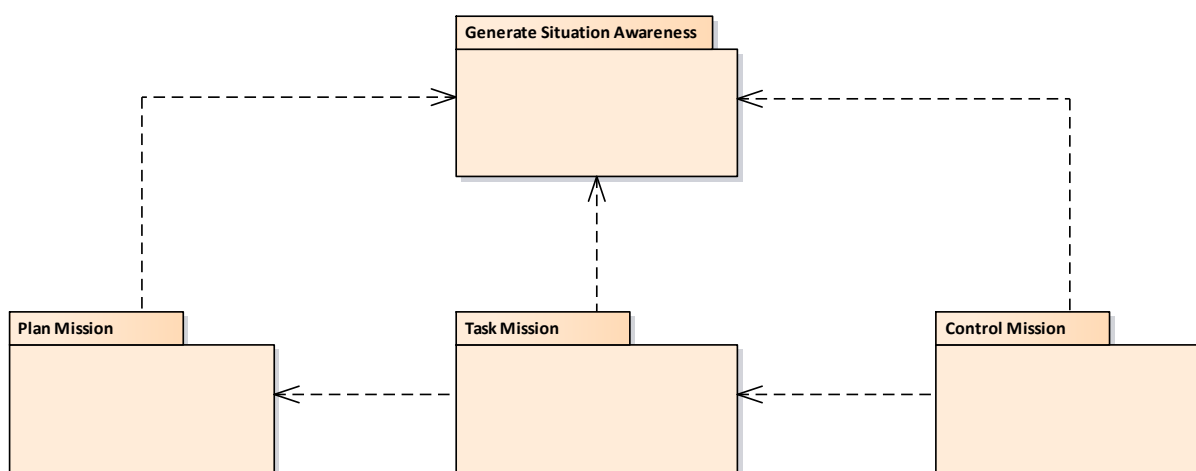 Generate Situation Awareness
Plan Mission
Task Mission
Control Mission